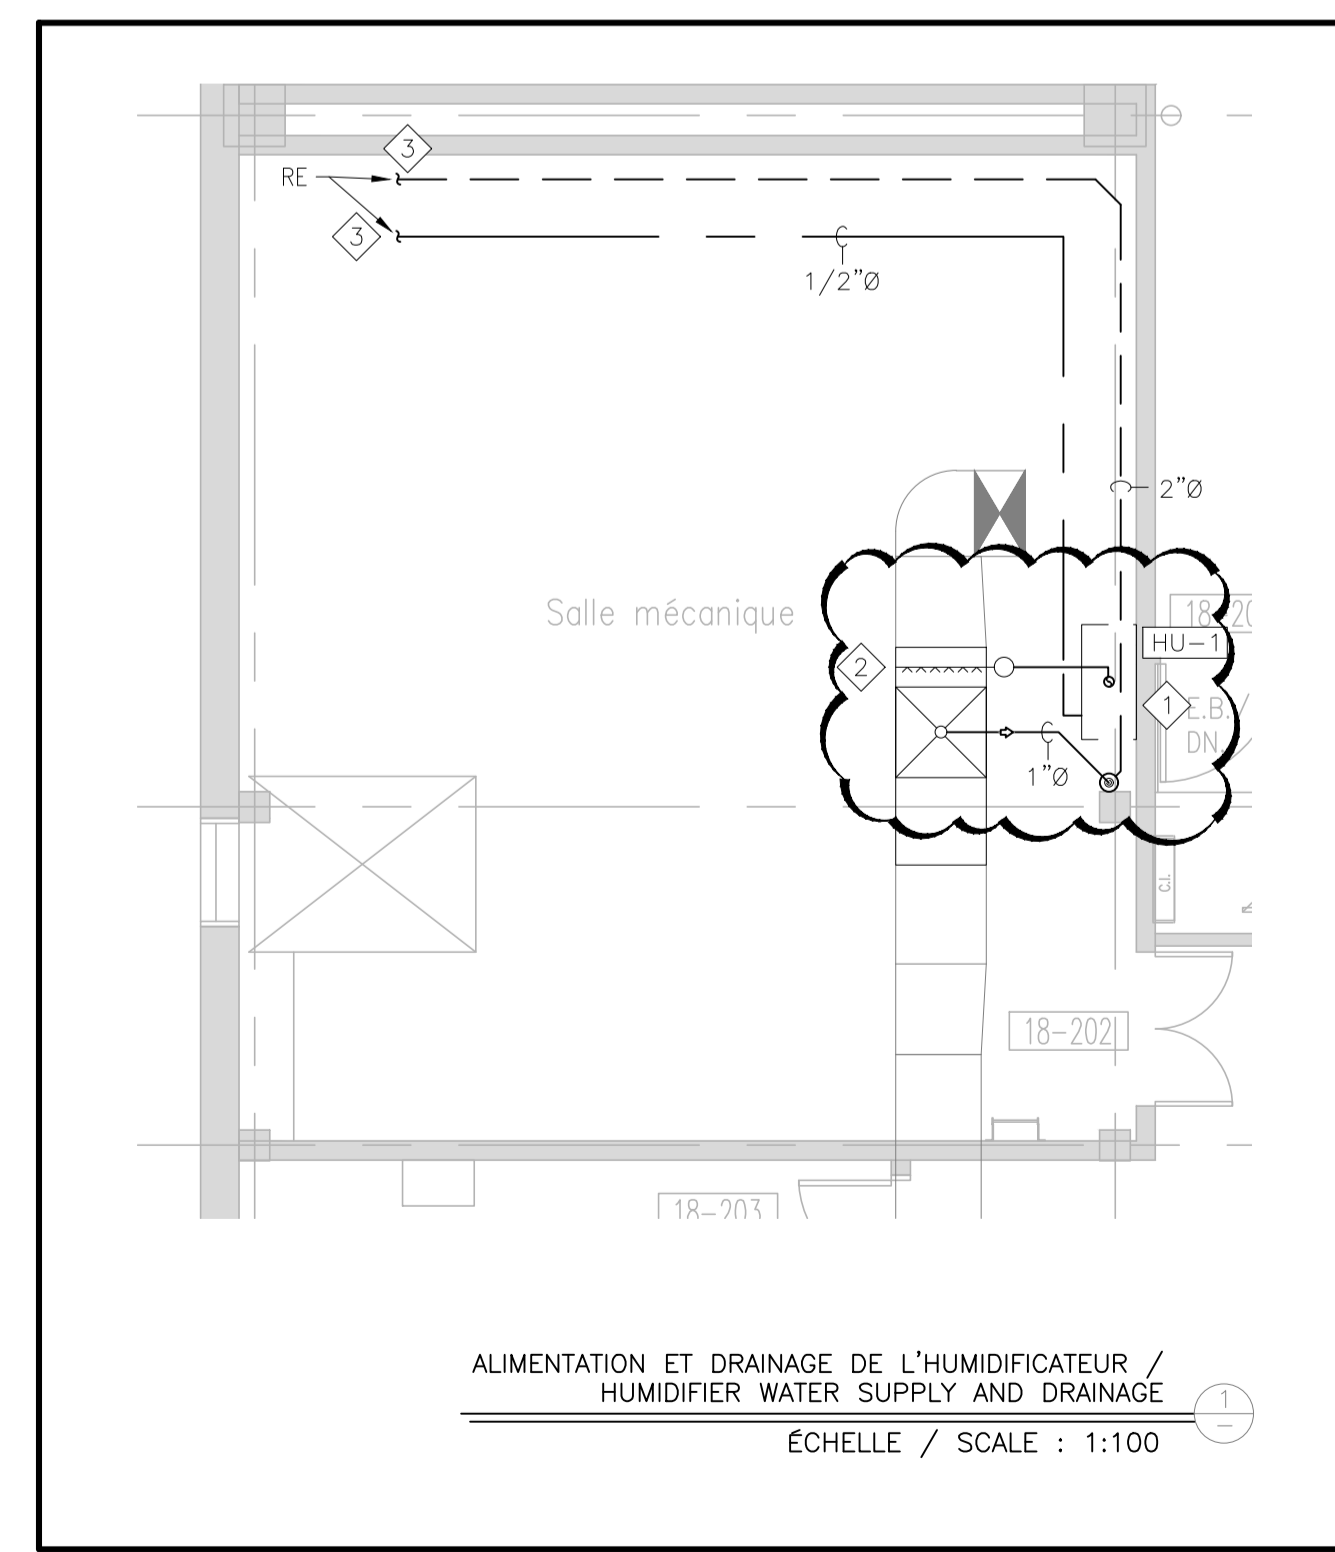 3
RE
3
1/2"Ø
2"Ø
Salle mécanique
HU-1
2
1
E.B./
DN.
1"Ø
C.I.
18-202
18-203
ALIMENTATION ET DRAINAGE DE L'HUMIDIFICATEUR /
HUMIDIFIER WATER SUPPLY AND DRAINAGE
1
–
ÉCHELLE / SCALE : 1:100